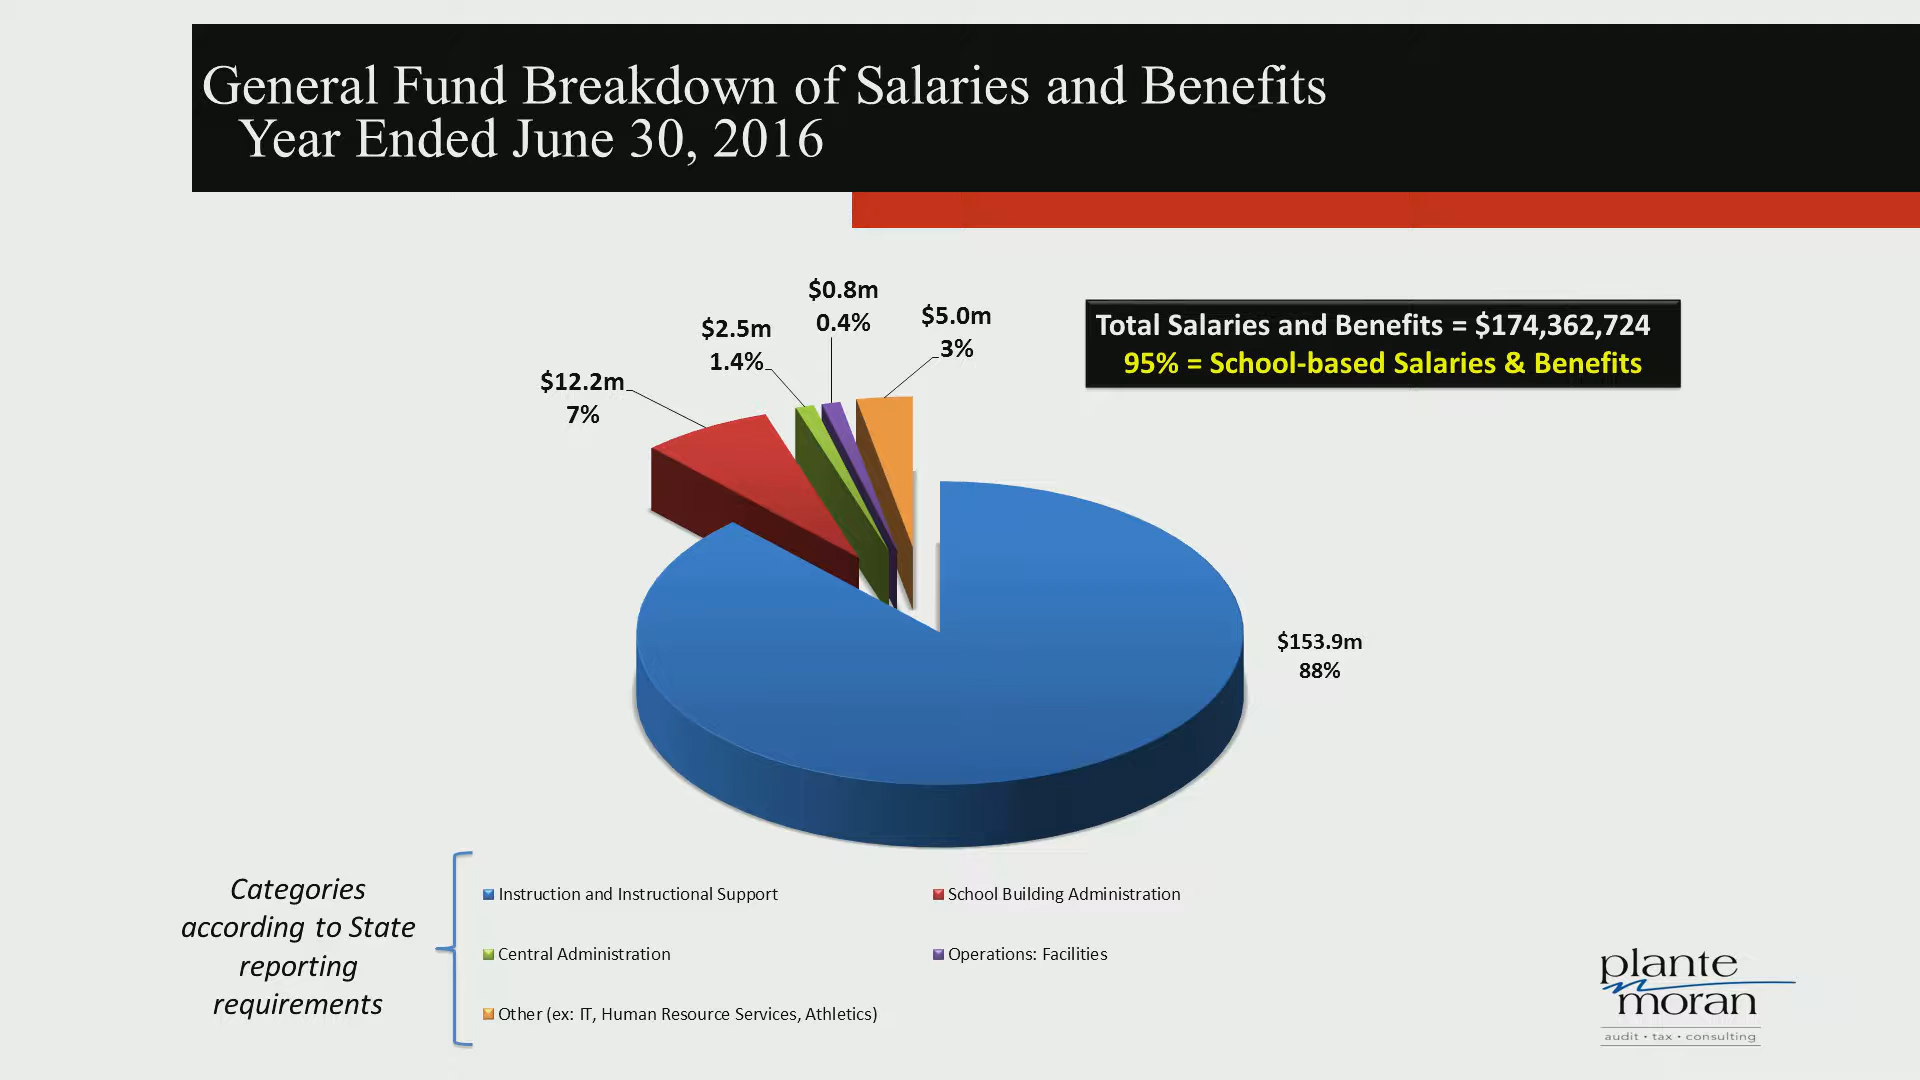 General Fund Breakdown of Salaries and Benefits
Year Ended June 30, 2016
$0.8m
0.4%
$5.0m
3%
$2.5m
1.4%
$12.2m
7%
Total Salaries and Benefits = $174,362,724
95% = School-based Salaries & Benefits
$153.9m
88%
Categories
according to State
reporting
requirements
Instruction and Instructional Support
School Building Administration
Central Administration
Operations: Facilities
Other (ex: IT, Human Resource Services, Athletics)
plante
moran
audit • tax • consulting